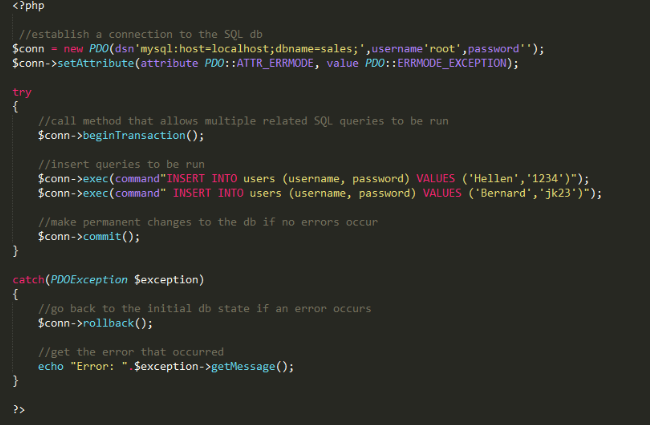 <?php
//establish a connection to the SQL db
$conn = new PDO(dsn'mysql:host=localhost;dbname=sales;',username'root',password'');
$conn->setAttribute(attribute PDO::ATTR_ERRMODE, value PDO::ERRMODE_EXCEPTION);
try
{
//call method that allows multiple related SQL queries to be run
$conn->beginTransaction();
//insert queries to be run
$conn->exec(command"INSERT INTO users (username, password) VALUES ('Hellen','1234')");
$conn->exec(command" INSERT INTO users (username, password) VALUES ('Bernard','jk23')");
//make permanent changes to the db if no errors occur
$conn->commit();
}
catch(PDOException $exception)
{
//go back to the initial db state if an error occurs
$conn->rollback();
//get the error that occurred
echo "Error: ".$exception->getMessage();
}
?>